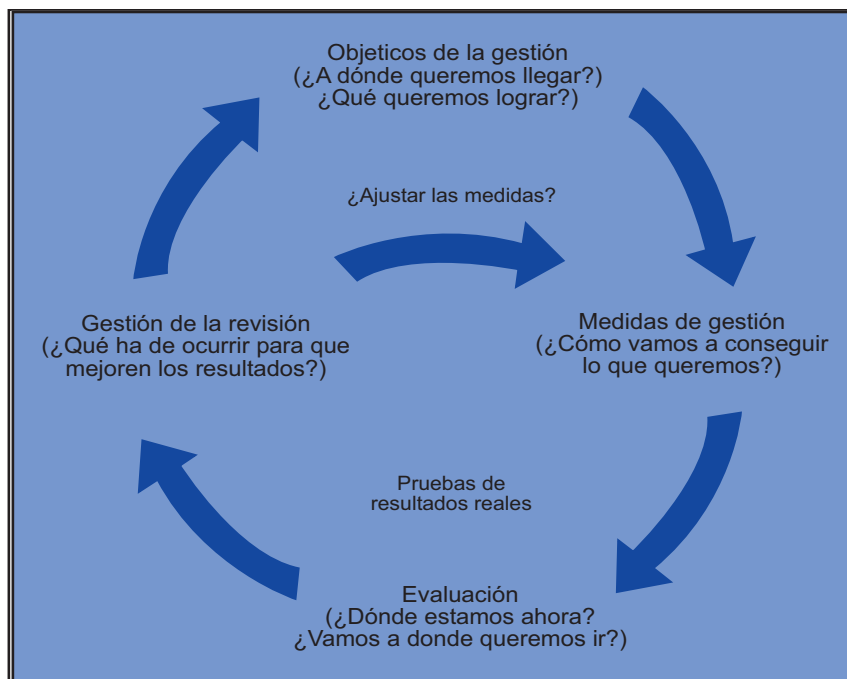 Objeticos de la gestión
(¿A dónde queremos llegar?)
¿Qué queremos lograr?)
¿Ajustar las medidas?
Gestión de la revisión
(¿Qué ha de ocurrir para que
mejoren los resultados?)
Medidas de gestión
(¿Cómo vamos a conseguir
lo que queremos?)
Pruebas de
resultados reales
Evaluación
(¿Dónde estamos ahora?
¿Vamos a donde queremos ir?)